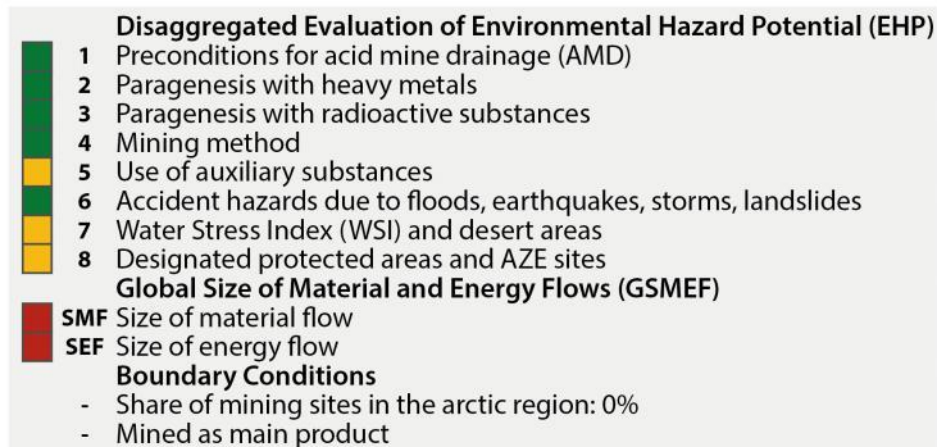 Disaggregated Evaluation of Environmental Hazard Potential (EHP)
1 Preconditions for acid mine drainage (AMD)
2 Paragenesis with heavy metals
3 Paragenesis with radioactive substances
4 Mining method
5 Use of auxiliary substances
6 Accident hazards due to floods, earthquakes, storms, landslides
7 Water Stress Index (WSI) and desert areas
8 Designated protected areas and AZE sites
Global Size of Material and Energy Flows (GSMEF)
SMF Size of material flow
SEF Size of energy flow
Boundary Conditions
- Share of mining sites in the arctic region: 0%
- Mined as main product